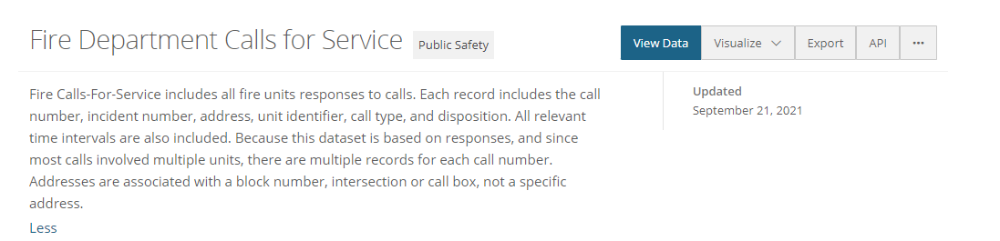 Fire Department Calls for Service Public Safety View Data Visualize Export API •••
Fire Calls-For-Service includes all fire units responses to calls. Each record includes the call
number, incident number, address, unit identifier, call type, and disposition. All relevant
time intervals are also included. Because this dataset is based on responses, and since
most calls involved multiple units, there are multiple records for each call number.
Addresses are associated with a block number, intersection or call box, not a specific
address.
Less
Updated
September 21, 2021